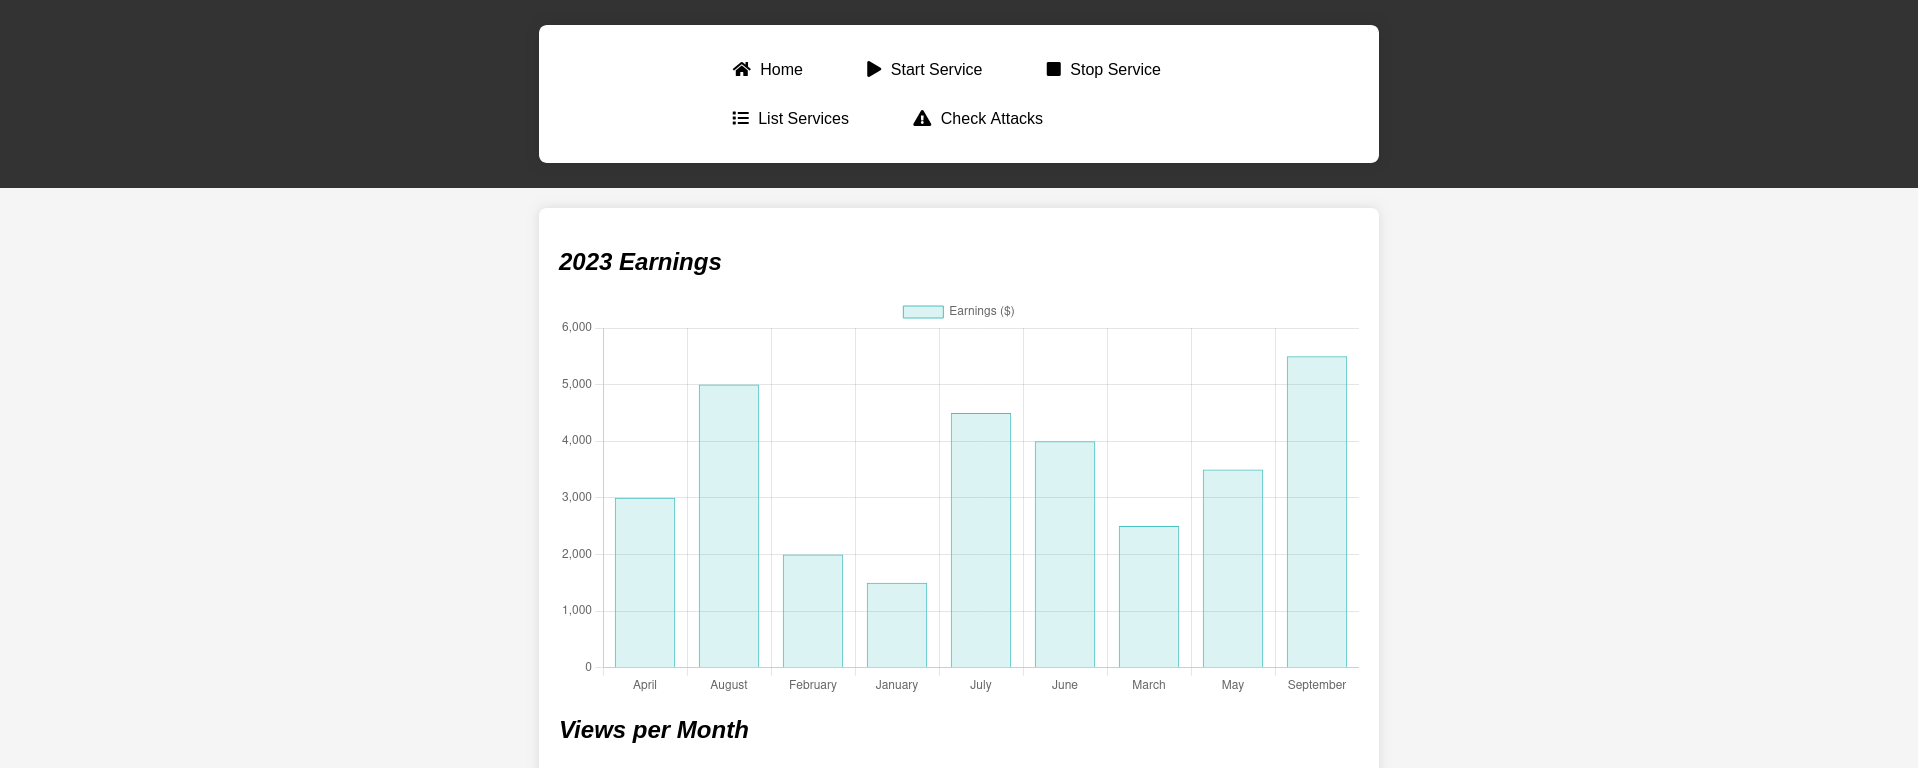 Home Start Service Stop Service
List Services Check Attacks
2023 Earnings
Earnings ($)
6,000
5,000
4,000
3,000
2,000
1,000
0
April August February January July June March May September
Views per Month